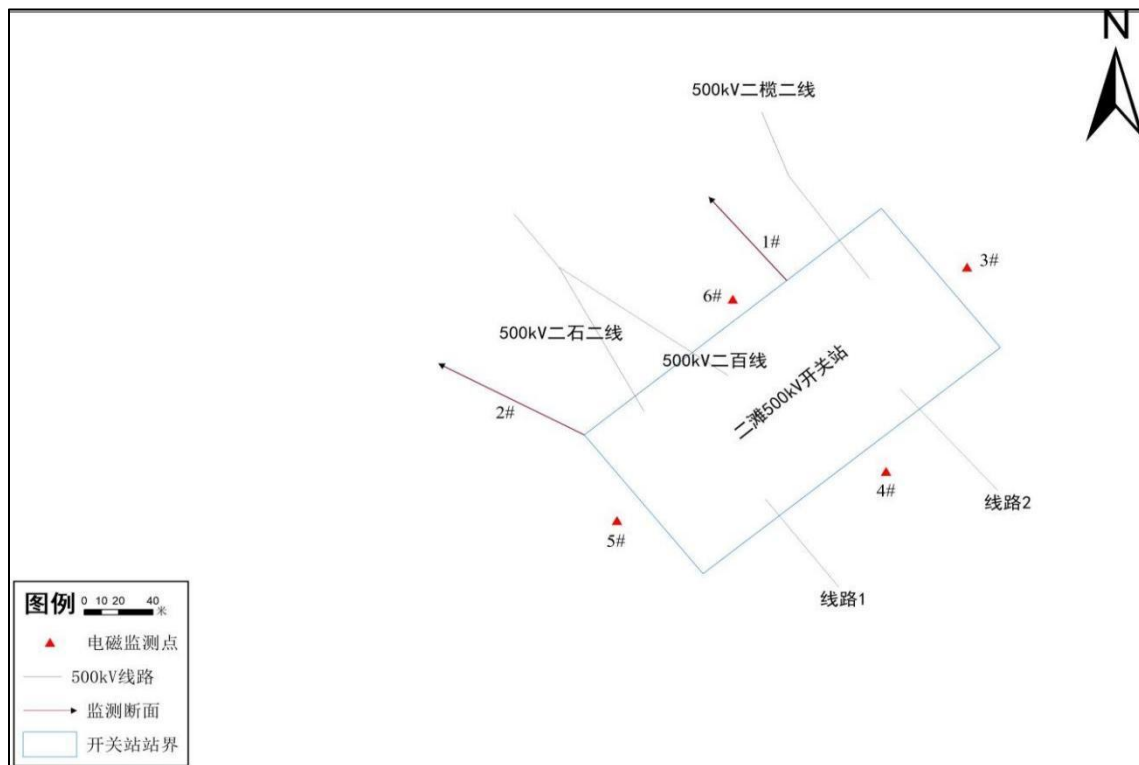 N
500kV二榄二线
1#
3#
6#
500kV二石二线
500kV二百线
二滩500kV开关站
2#
4#
线路2
5#
线路1
图例
0 10 20 40
米
电磁监测点
500kV线路
监测断面
开关站站界